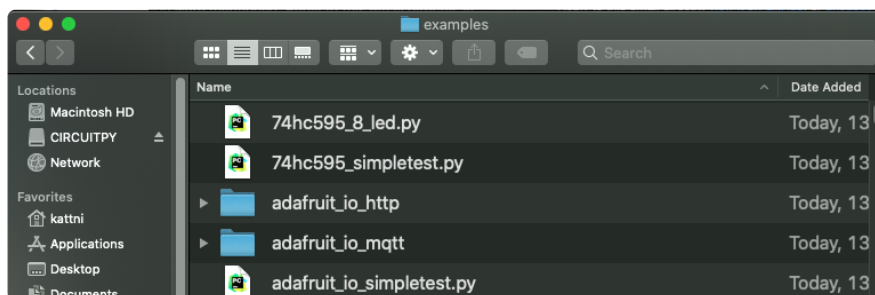 examples
Search
Locations
Macintosh HD
CIRCUITPY
Network
Favorites
kattni
Applications
Desktop
Documents
Name
Date Added
74hc595_8_led.py
Today, 13
74hc595_simpletest.py
Today, 13
adafruit_io_http
Today, 13
adafruit_io_mqtt
Today, 13
adafruit_io_simpletest.py
Today, 13